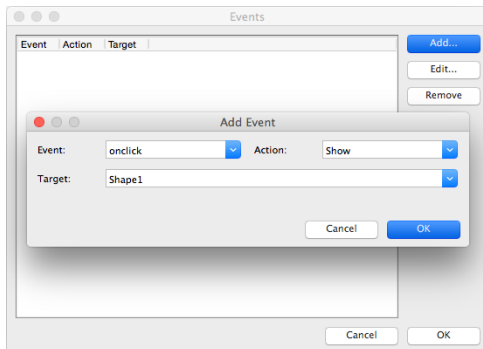 Events
Event Action Target
Add...
Edit...
Remove
Add Event
Event: onclick Action: Show
Target: Shape1
Cancel OK
Cancel OK